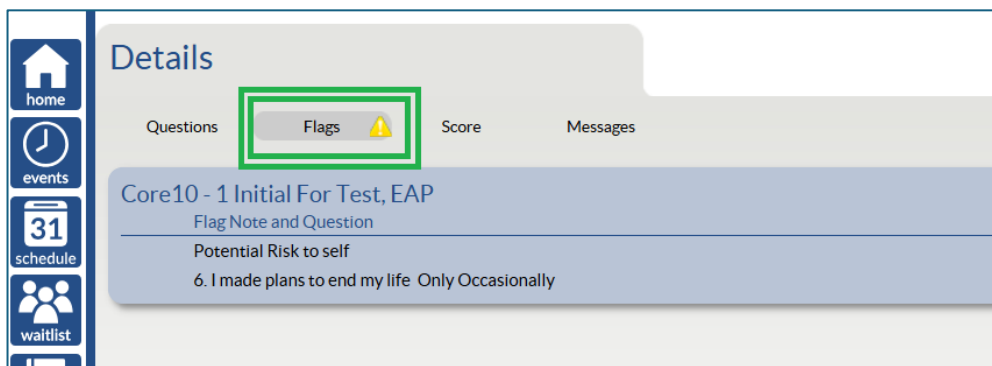 Details
Questions Flags Score Messages
Core10 - 1 Initial For Test, EAP
Flag Note and Question
Potential Risk to self
6. I made plans to end my life Only Occasionally
home
events
31
schedule
waitlist